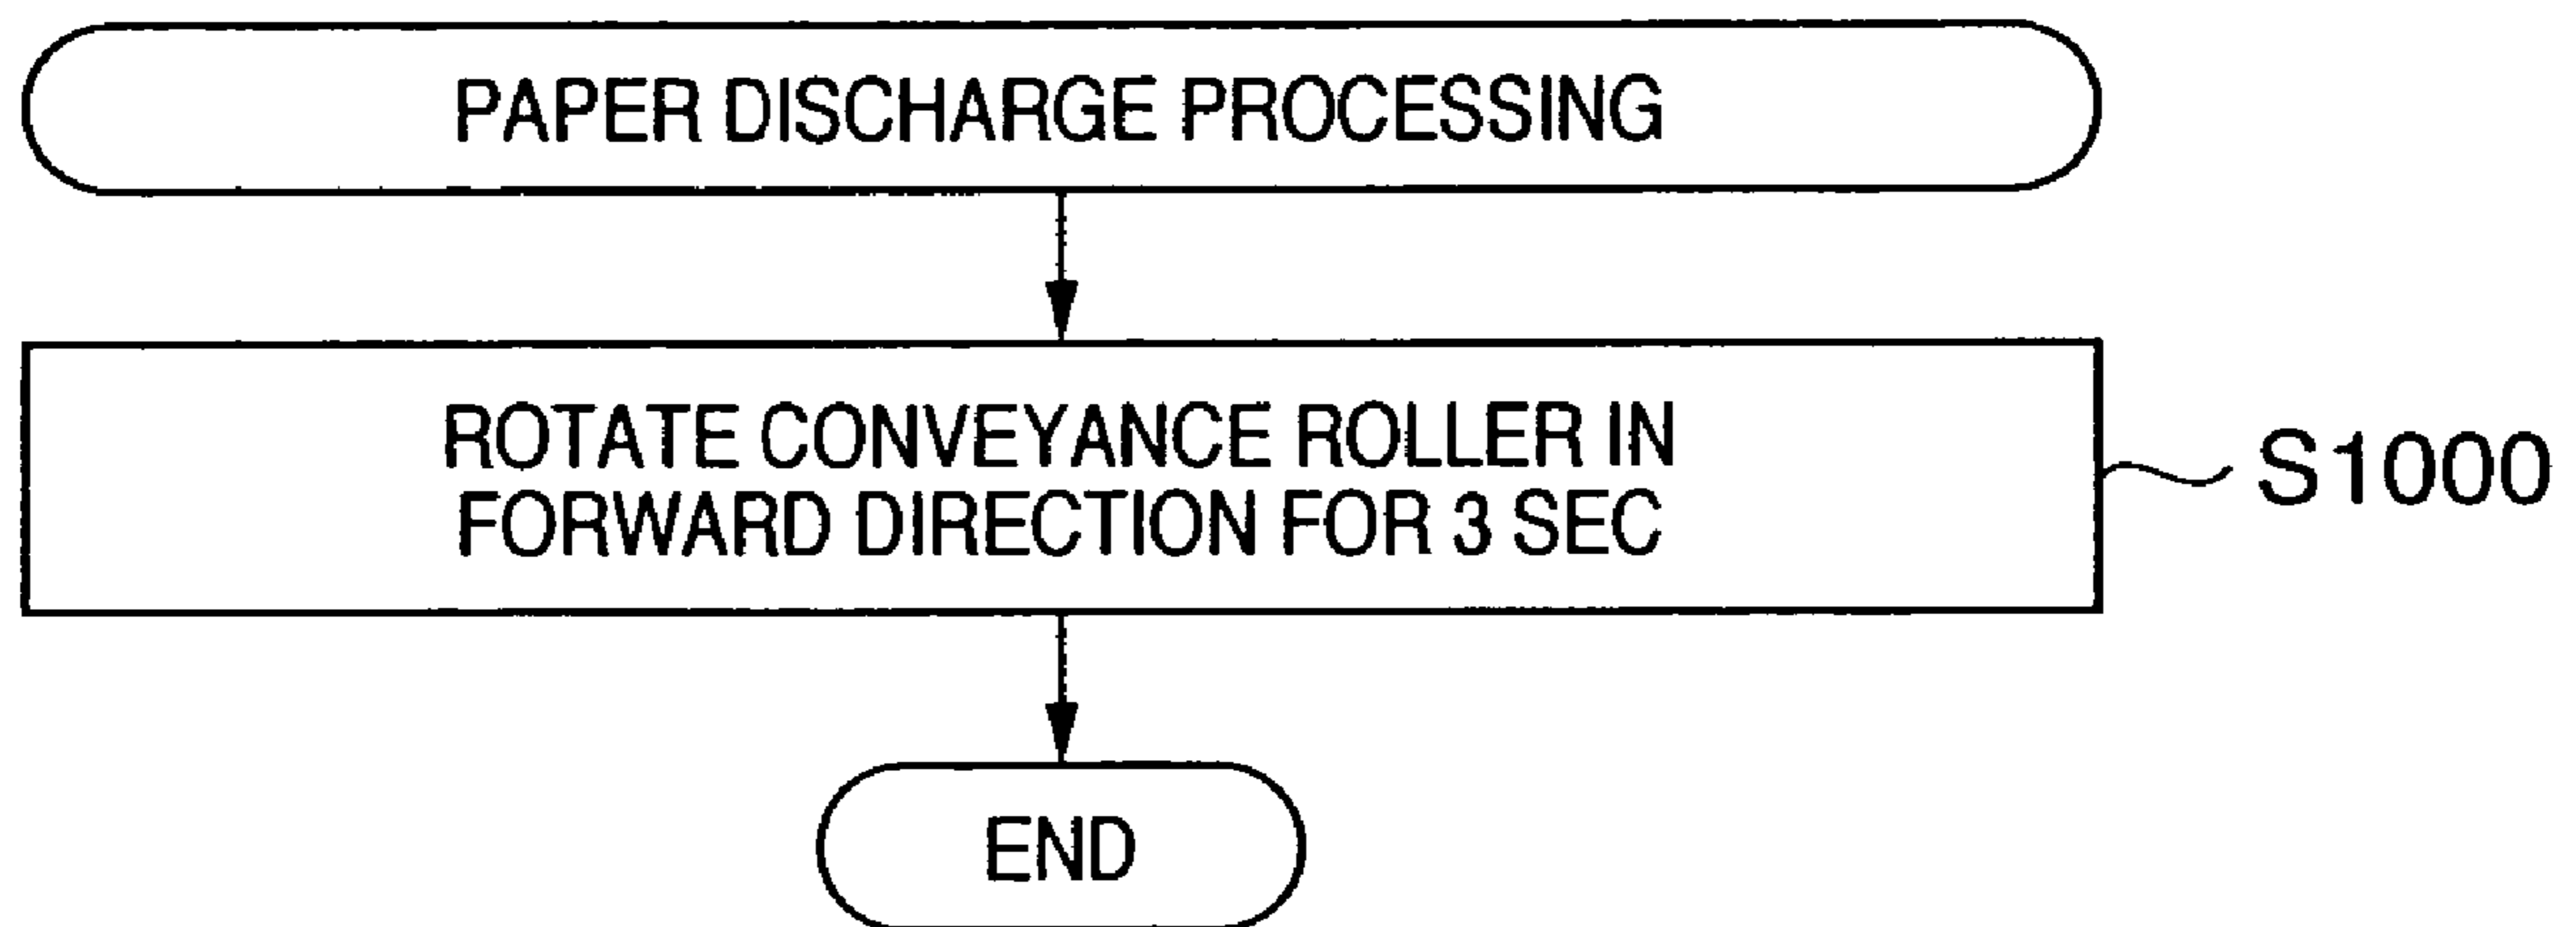 PAPER DISCHARGE PROCESSING
ROTATE CONVEYANCE ROLLER IN
FORWARD DIRECTION FOR 3 SEC
S1000
END